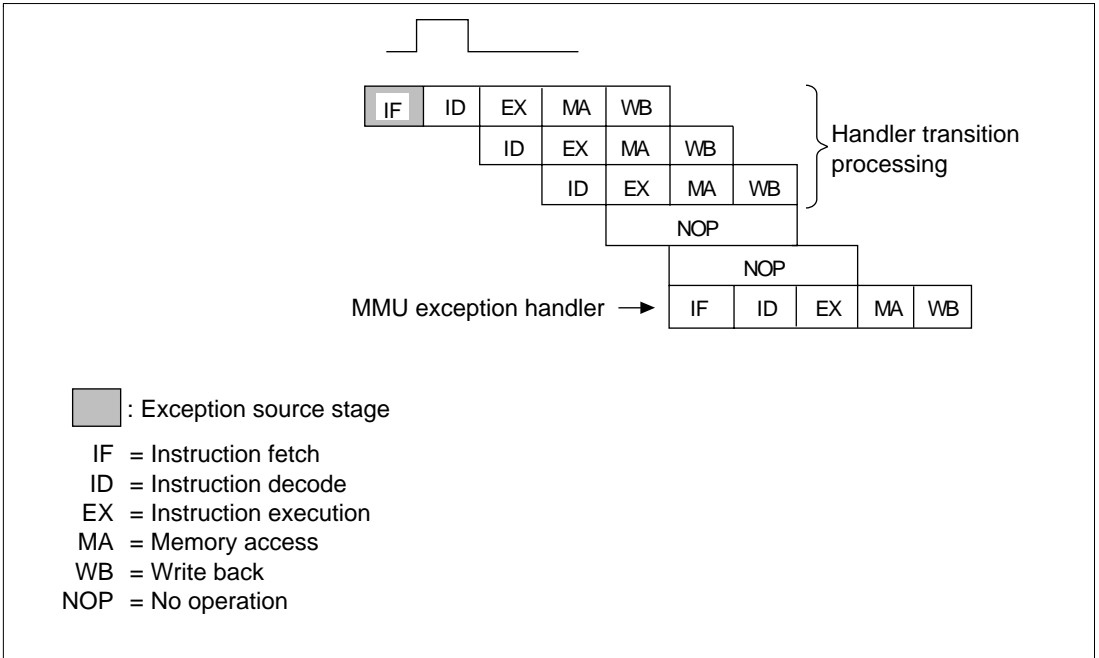 IF ID EX MA WB
ID EX MA WB
ID EX MA WB
Handler transition
processing
NOP
NOP
MMU exception handler
IF ID EX MA WB
: Exception source stage
IF = Instruction fetch
ID = Instruction decode
EX = Instruction execution
MA = Memory access
WB = Write back
NOP = No operation